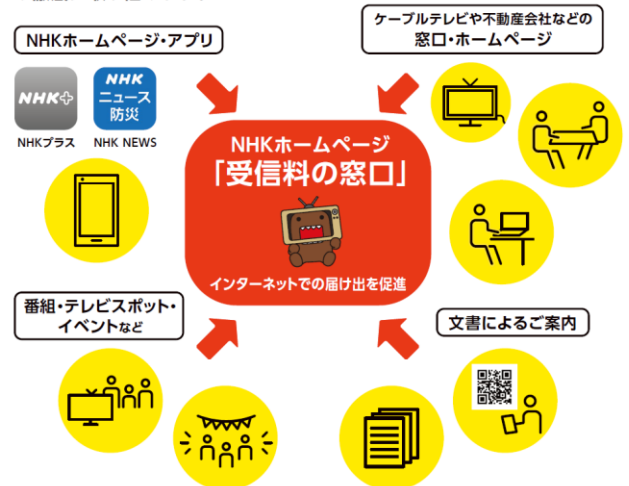 NHKホームページ・アプリ
NHK+
NHKプラス
NHK
ニュース
防災
NHK NEWS
ケーブルテレビや不動産会社などの
窓口・ホームページ
NHKホームページ
「受信料の窓口」
インターネットでの届け出を促進
番組・テレビスポット・
イベントなど
文書によるご案内